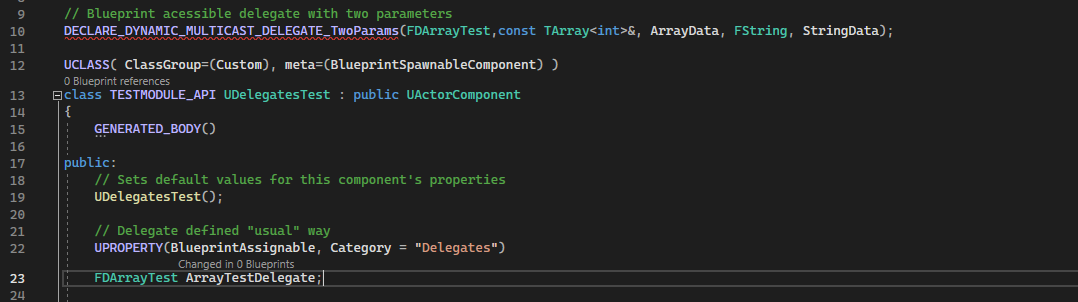 9 // Blueprint acessible delegate with two parameters
10 DECLARE_DYNAMIC_MULTICAST_DELEGATE_TwoParams(FDArrayTest,const TArray<int>&, ArrayData, FString, StringData);
11
12 UCLASS( ClassGroup=(Custom), meta=(BlueprintSpawnableComponent) )
0 Blueprint references
13 class TESTMODULE_API UDelegatesTest : public UActorComponent
14 {
15 GENERATED_BODY()
16
17 public:
18 // Sets default values for this component's properties
19 UDelegatesTest();
20
21 // Delegate defined "usual" way
22 UPROPERTY(BlueprintAssignable, Category = "Delegates")
Changed in 0 Blueprints
23 FDArrayTest ArrayTestDelegate;
24